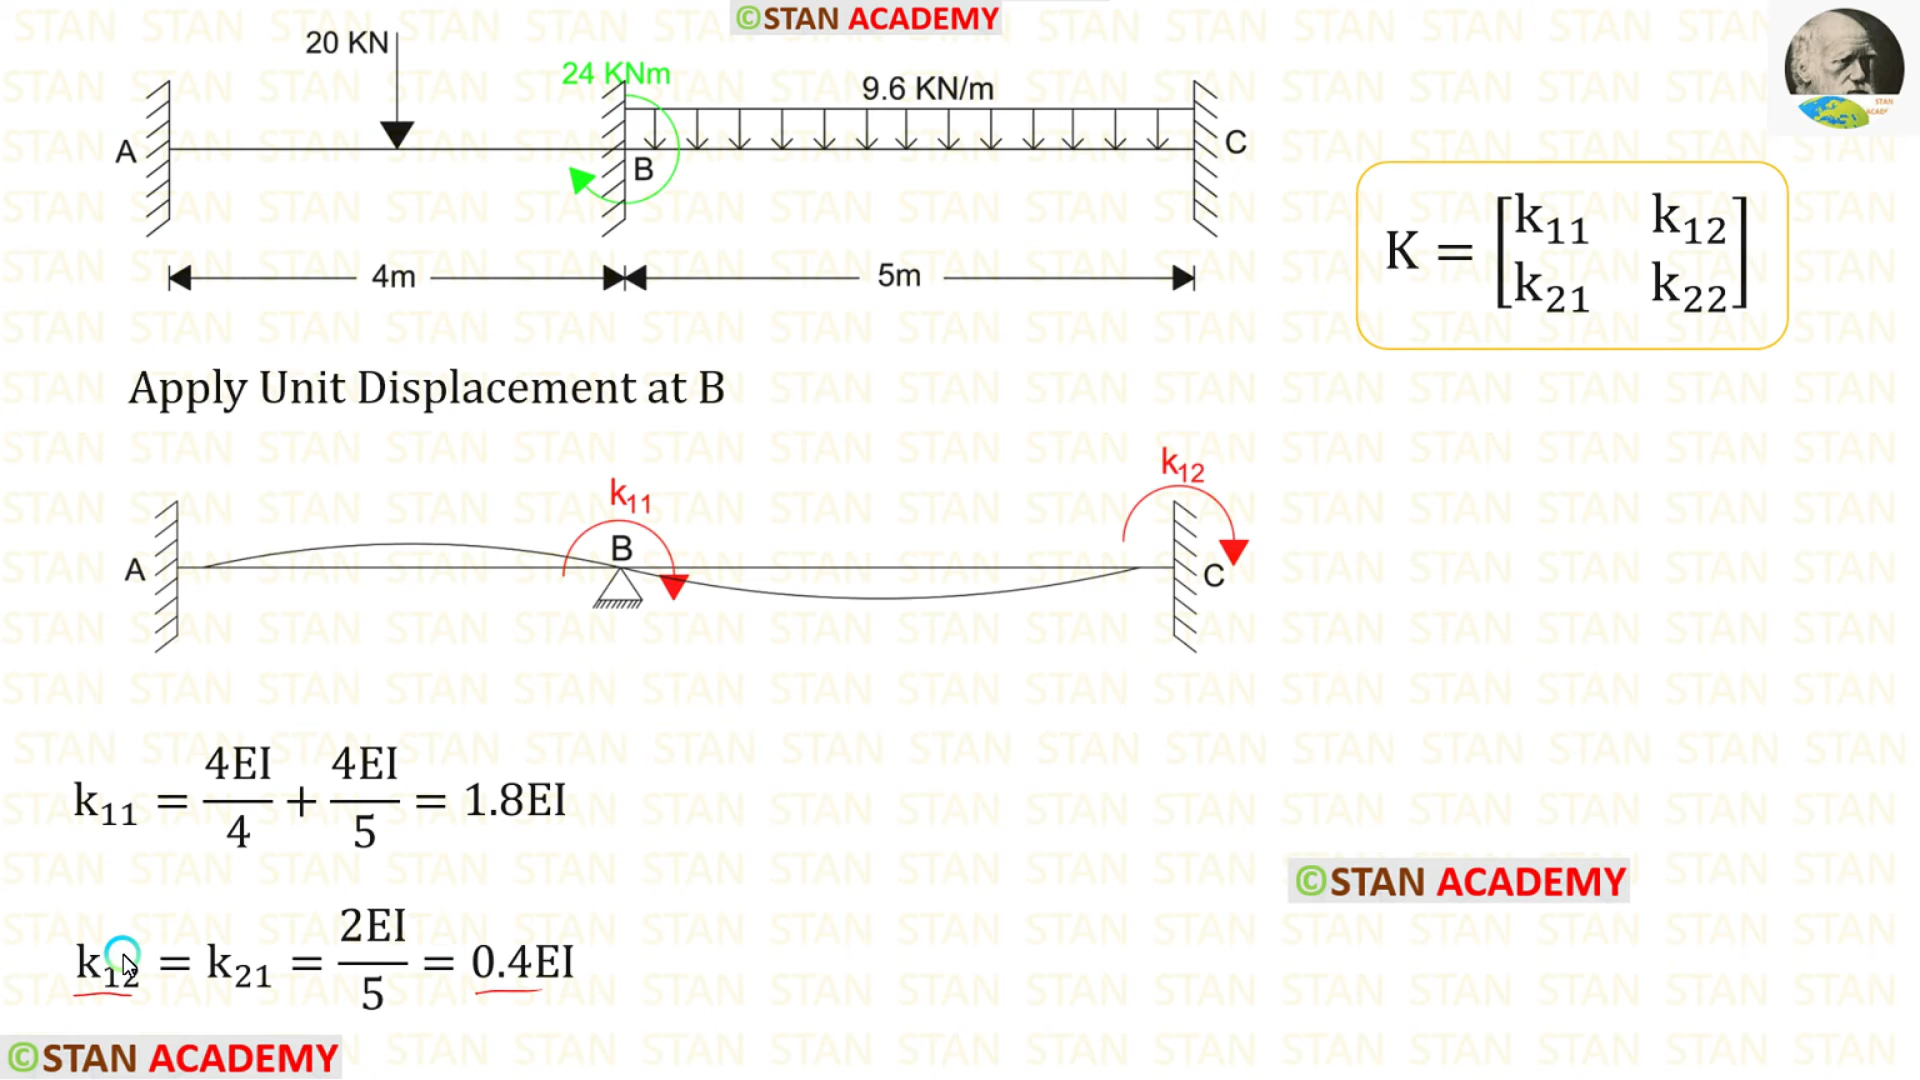 ©STAN ACADEMY
20 KN
24 KNm
9.6 KN/m
A
B
C
4m
5m
K = [k₁₁ k₁₂
k₂₁ k₂₂]
Apply Unit Displacement at B
k₁₁
k₁₂
A
B
C
k₁₁ = 4EI/4 + 4EI/5 = 1.8EI
k₁₂ = k₂₁ = 2EI/5 = 0.4EI
©STAN ACADEMY
©STAN ACADEMY